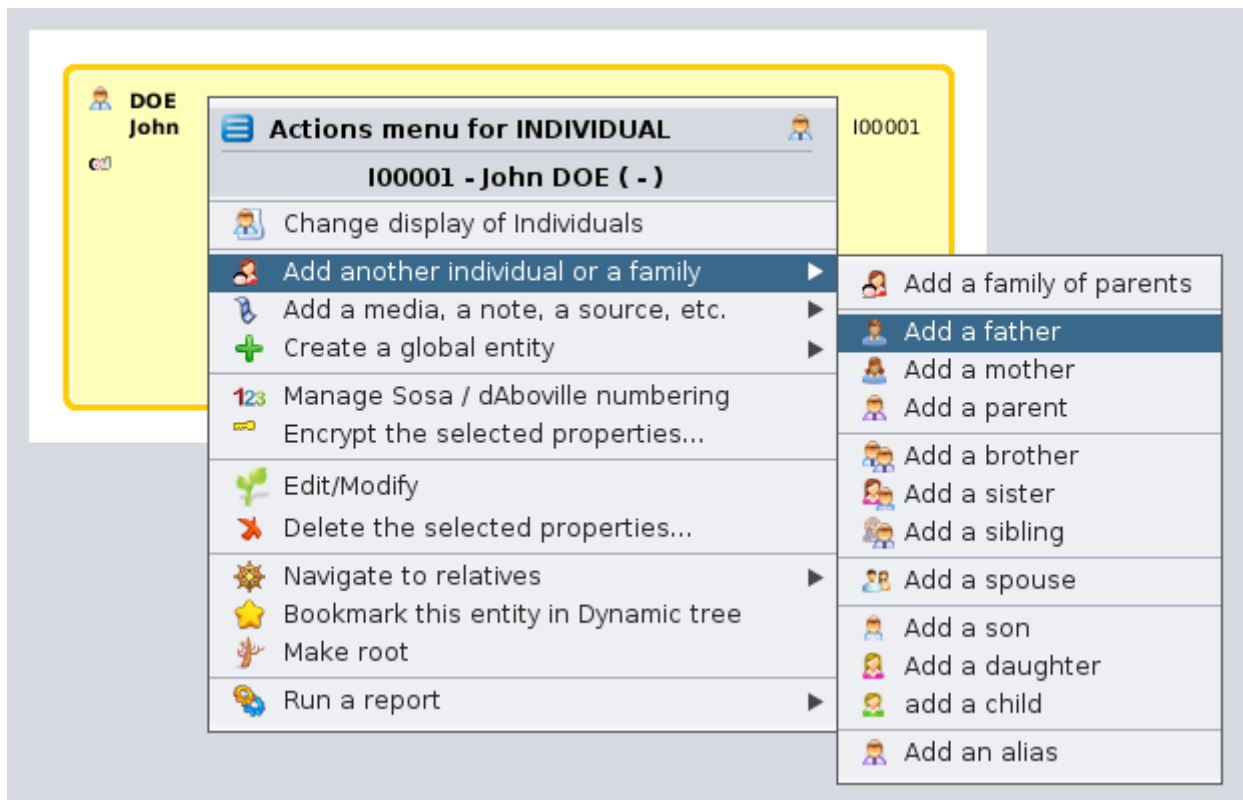 DOE
John
I00001
Actions menu for INDIVIDUAL
I00001 - John DOE ( - )
Change display of Individuals
Add another individual or a family
Add a media, a note, a source, etc.
Create a global entity
123 Manage Sosa / dAboville numbering
Encrypt the selected properties...
Edit/Modify
Delete the selected properties...
Navigate to relatives
Bookmark this entity in Dynamic tree
Make root
Run a report
Add a family of parents
Add a father
Add a mother
Add a parent
Add a brother
Add a sister
Add a sibling
Add a spouse
Add a son
Add a daughter
add a child
Add an alias